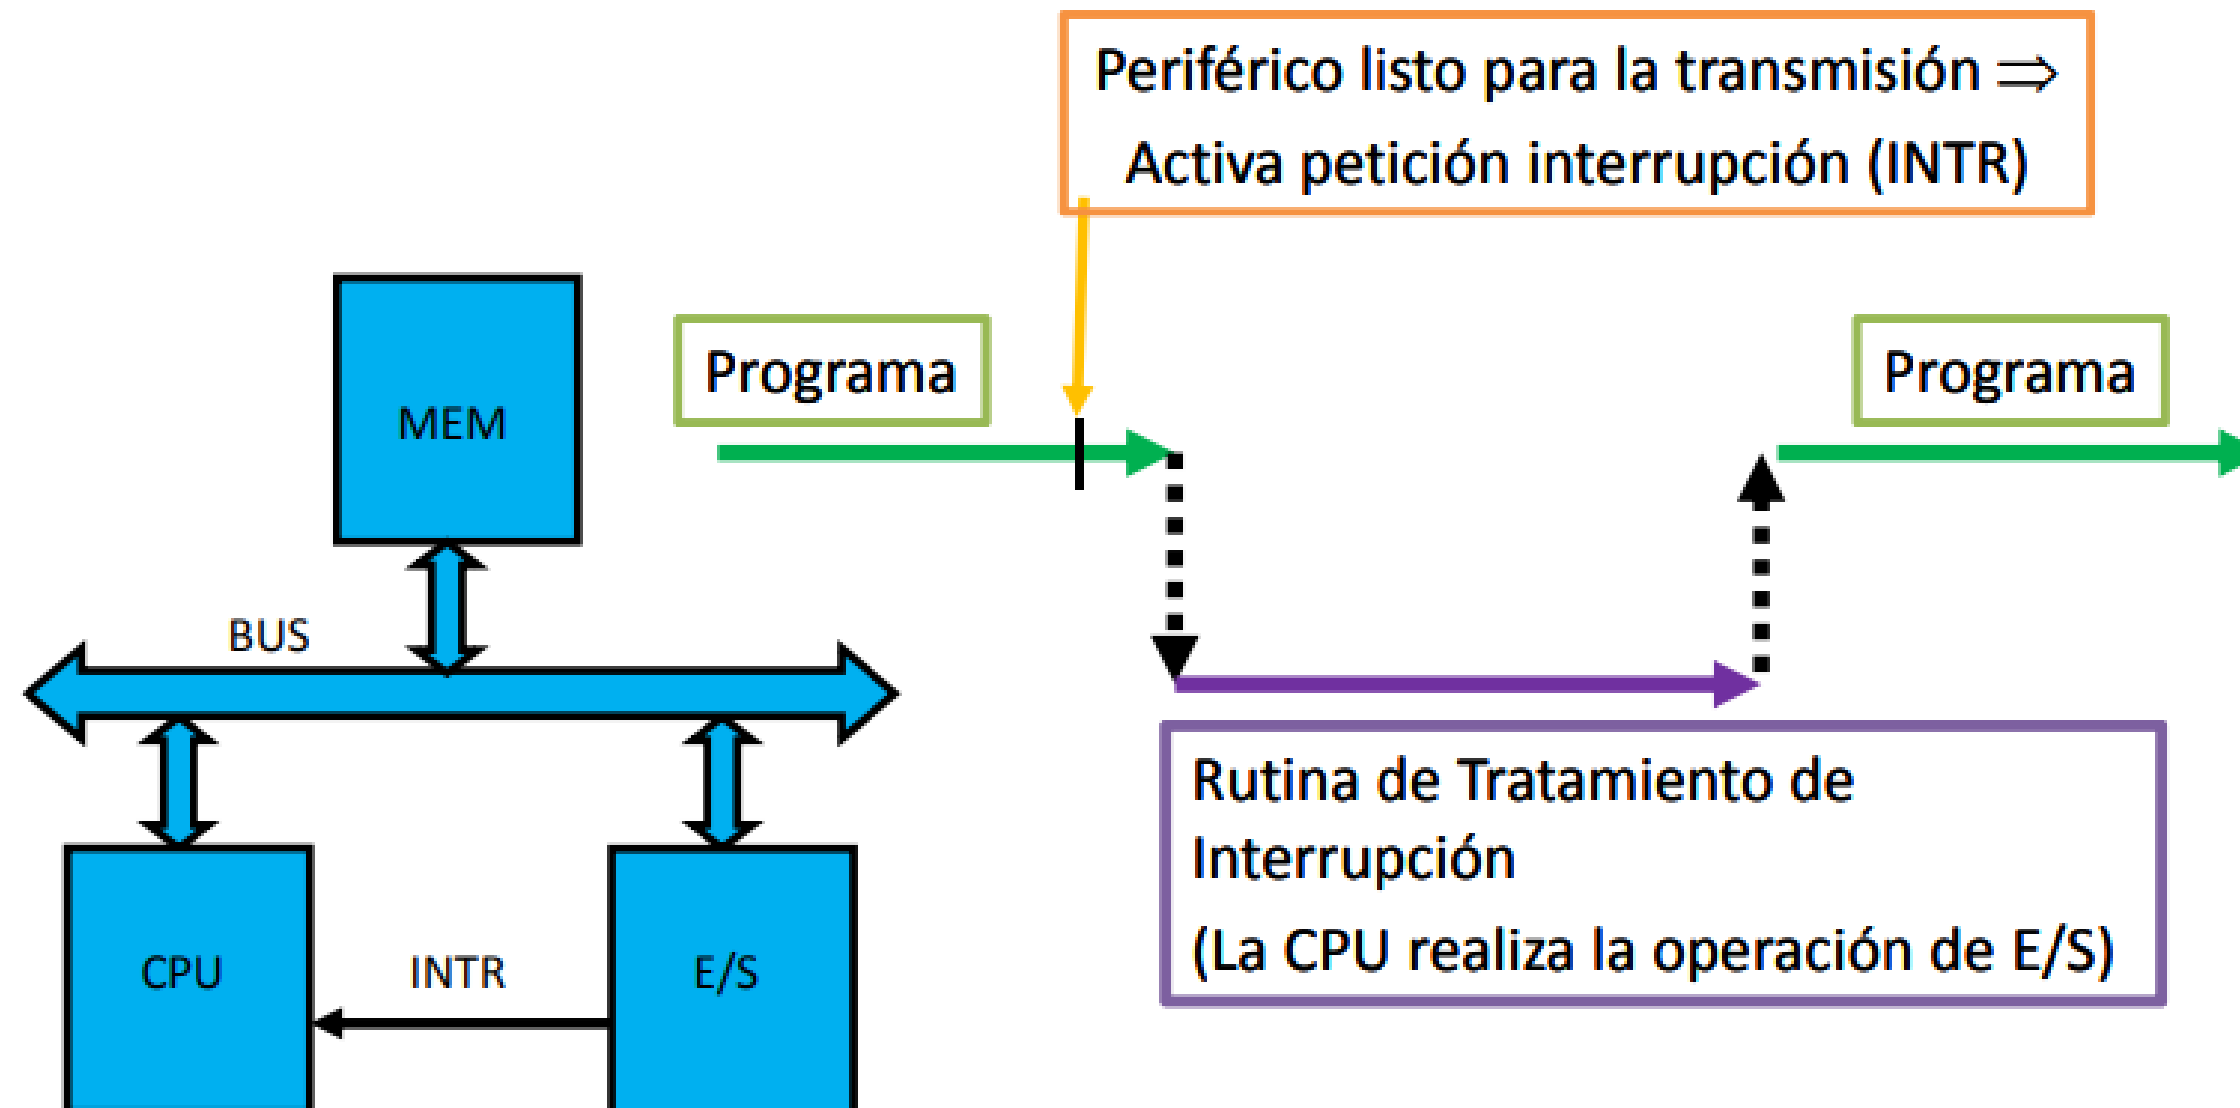 Periférico listo para la transmisión ⇒
Activa petición interrupción (INTR)
Programa
Programa
MEM
BUS
Rutina de Tratamiento de
Interrupción
(La CPU realiza la operación de E/S)
CPU
INTR
E/S